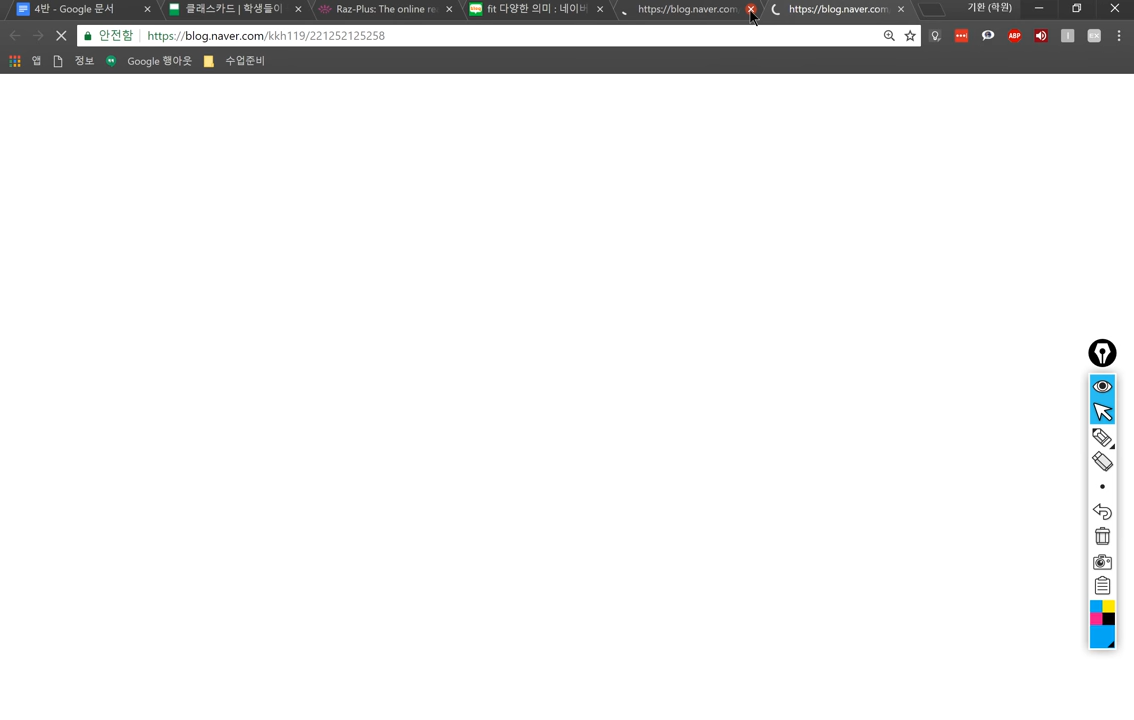 4반 - Google 문서
클래스카드 | 학생들이
Raz-Plus: The online re
fit 다양한 의미 : 네이버
https://blog.naver.com
https://blog.naver.com
기환 (학원)
안전함
https://blog.naver.com/kkh119/221252125258
ABP
앱
정보
Google 행아웃
수업준비